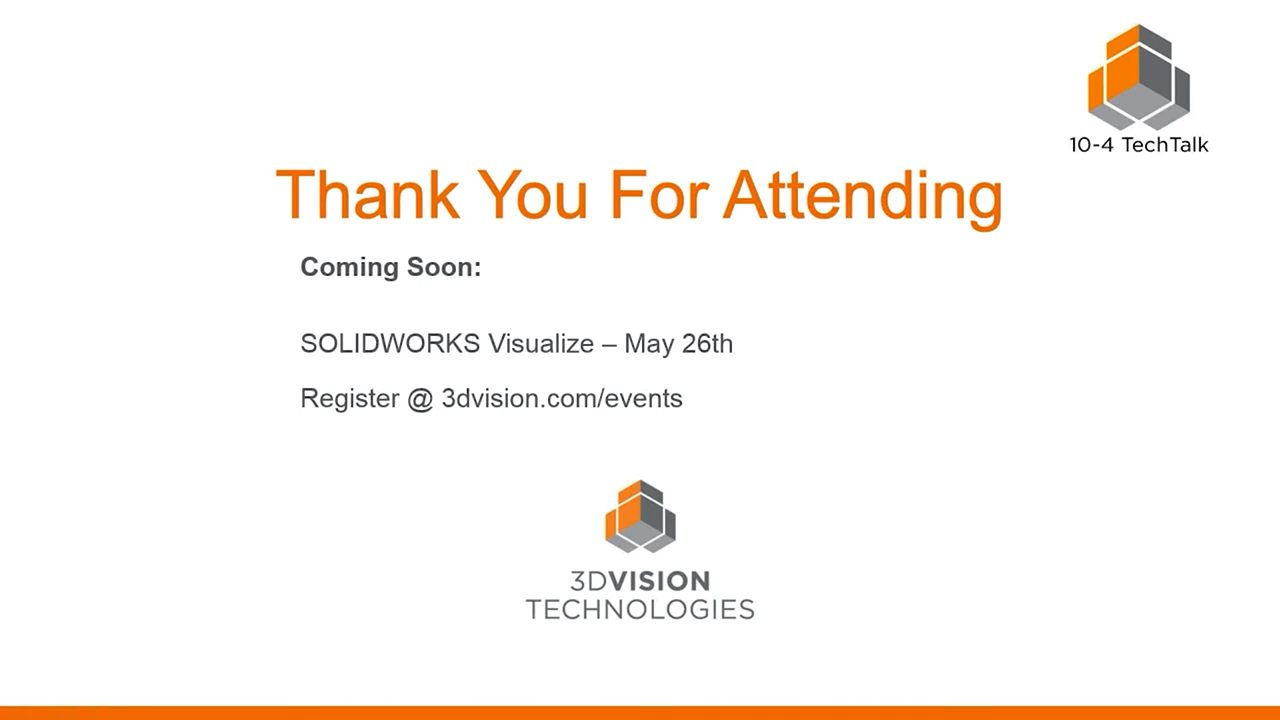 10-4 TechTalk
Thank You For Attending
Coming Soon:
SOLIDWORKS Visualize – May 26th
Register @ 3dvision.com/events
3DVISION
TECHNOLOGIES